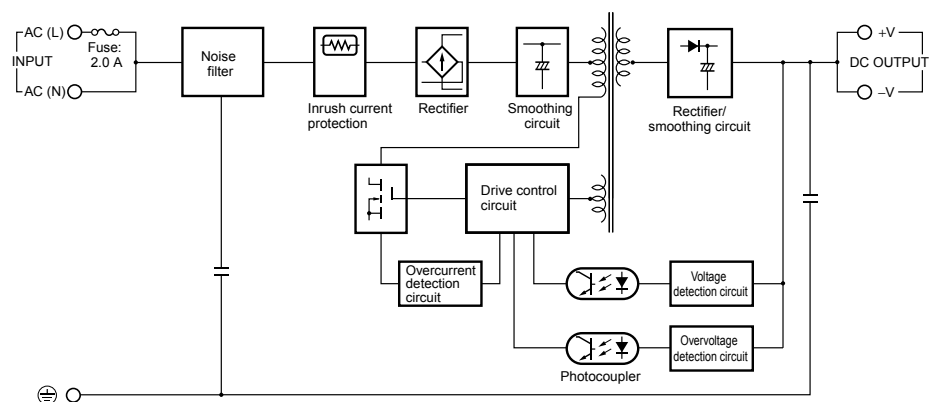 AC (L)
Fuse:
2.0 A
INPUT
AC (N)
Noise
filter
Inrush current
protection
Rectifier
Smoothing
circuit
Rectifier/
smoothing circuit
+V
DC OUTPUT
–V
Drive control
circuit
Overcurrent
detection
circuit
Voltage
detection circuit
Overvoltage
detection circuit
Photocoupler